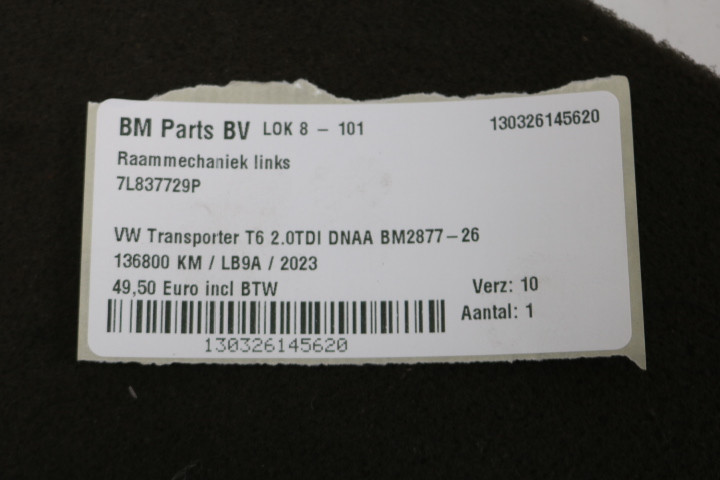 BM Parts BV LOK 8 - 101 130326145620
Raammechaniek links
7L837729P
VW Transporter T6 2.0TDI DNAA BM2877-26
136800 KM / LB9A / 2023
49,50 Euro incl BTW Verz: 10
Aantal: 1
130326145620